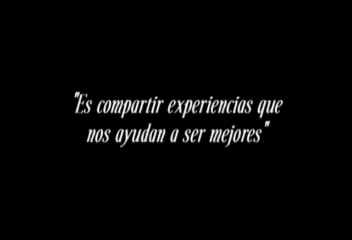 "Es compartir experiencias que
nos ayudan a ser mejores"